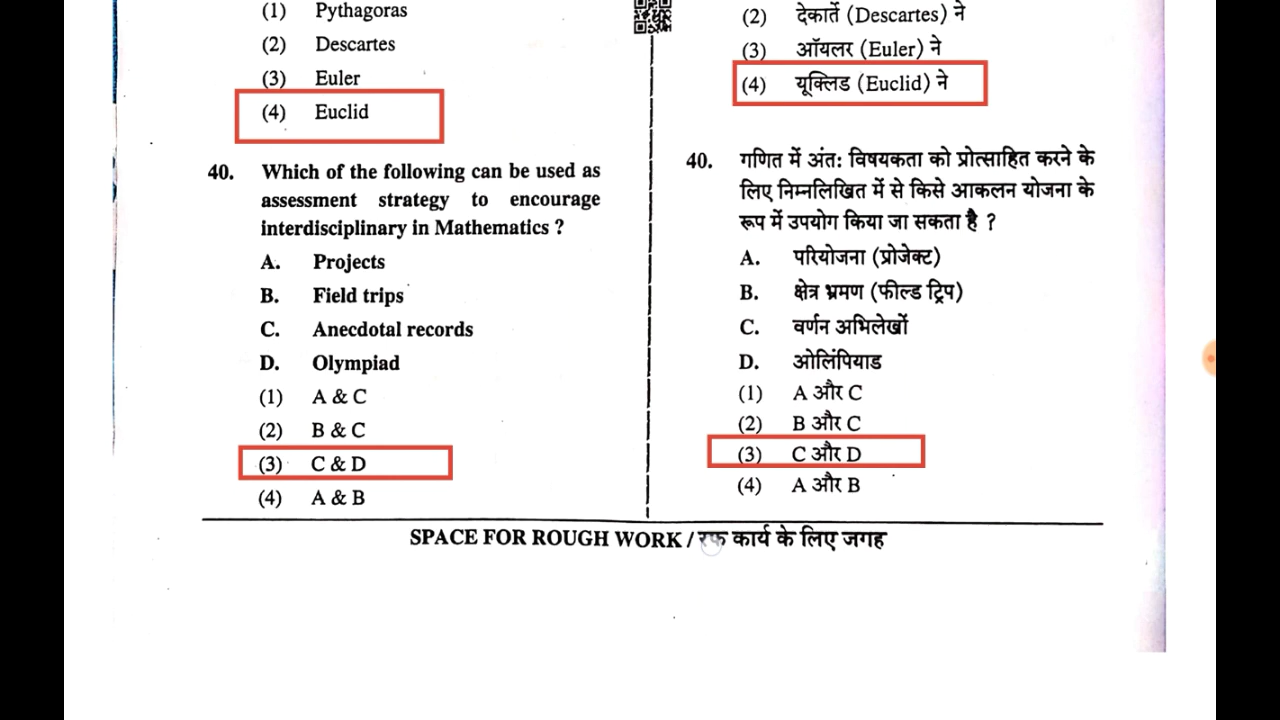 (1) Pythagoras
(2) Descartes
(3) Euler
(4) Euclid
40. Which of the following can be used as
assessment strategy to encourage
interdisciplinary in Mathematics ?
A. Projects
B. Field trips
C. Anecdotal records
D. Olympiad
(1) A & C
(2) B & C
(3) C & D
(4) A & B
(2) देकार्ते (Descartes) ने
(3) ऑयलर (Euler) ने
(4) यूक्लिड (Euclid) ने
40. गणित में अंत: विषयकता को प्रोत्साहित करने के
लिए निम्नलिखित में से किसे आकलन योजना के
रूप में उपयोग किया जा सकता है ?
A. परियोजना (प्रोजेक्ट)
B. क्षेत्र भ्रमण (फील्ड ट्रिप)
C. वर्णन अभिलेखों
D. ओलिंपियाड
(1) A और C
(2) B और C
(3) C और D
(4) A और B
SPACE FOR ROUGH WORK / रफ कार्य के लिए जगह